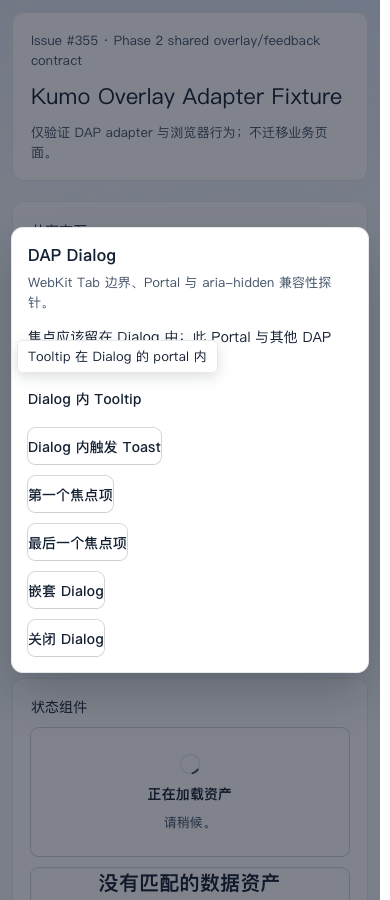 Issue #355 · Phase 2 shared overlay/feedback
contract
Kumo Overlay Adapter Fixture
仅验证 DAP adapter 与浏览器行为；不迁移业务页
面。
DAP Dialog
WebKit Tab 边界、Portal 与 aria-hidden 兼容性探
针。
焦点应该留在 Dialog 中；此 Portal 与其他 DAP
Tooltip 在 Dialog 的 portal 内
Dialog 内 Tooltip
Dialog 内触发 Toast
第一个焦点项
最后一个焦点项
嵌套 Dialog
关闭 Dialog
状态组件
正在加载资产
请稍候。
没有匹配的数据资产